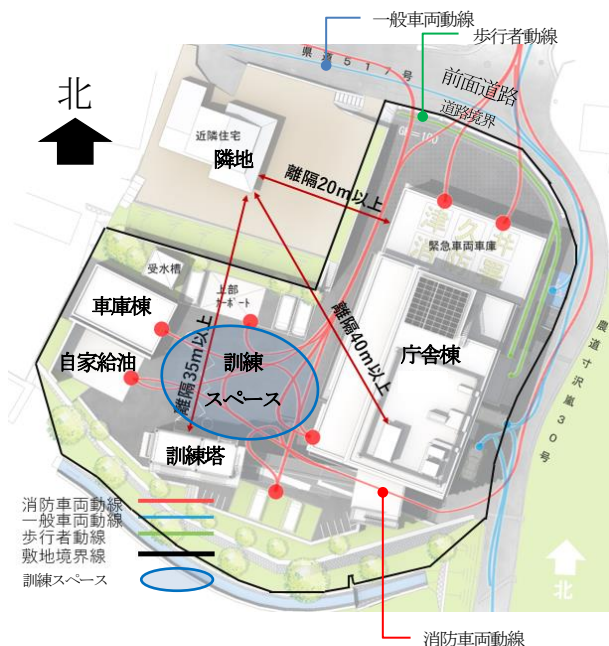 一般車両動線
歩行者動線
県道517号
前面道路
道路境界
北
近隣住宅
隣地
離隔20m以上
津久井
消防署
緊急車両車庫
受水槽
上部
車庫棟
自家給油
離隔35m以上
訓練
スペース
離隔40m以上
庁舎棟
訓練塔
農道寸沢嵐30号
消防車両動線
一般車両動線
歩行者動線
敷地境界線
訓練スペース
北
消防車両動線